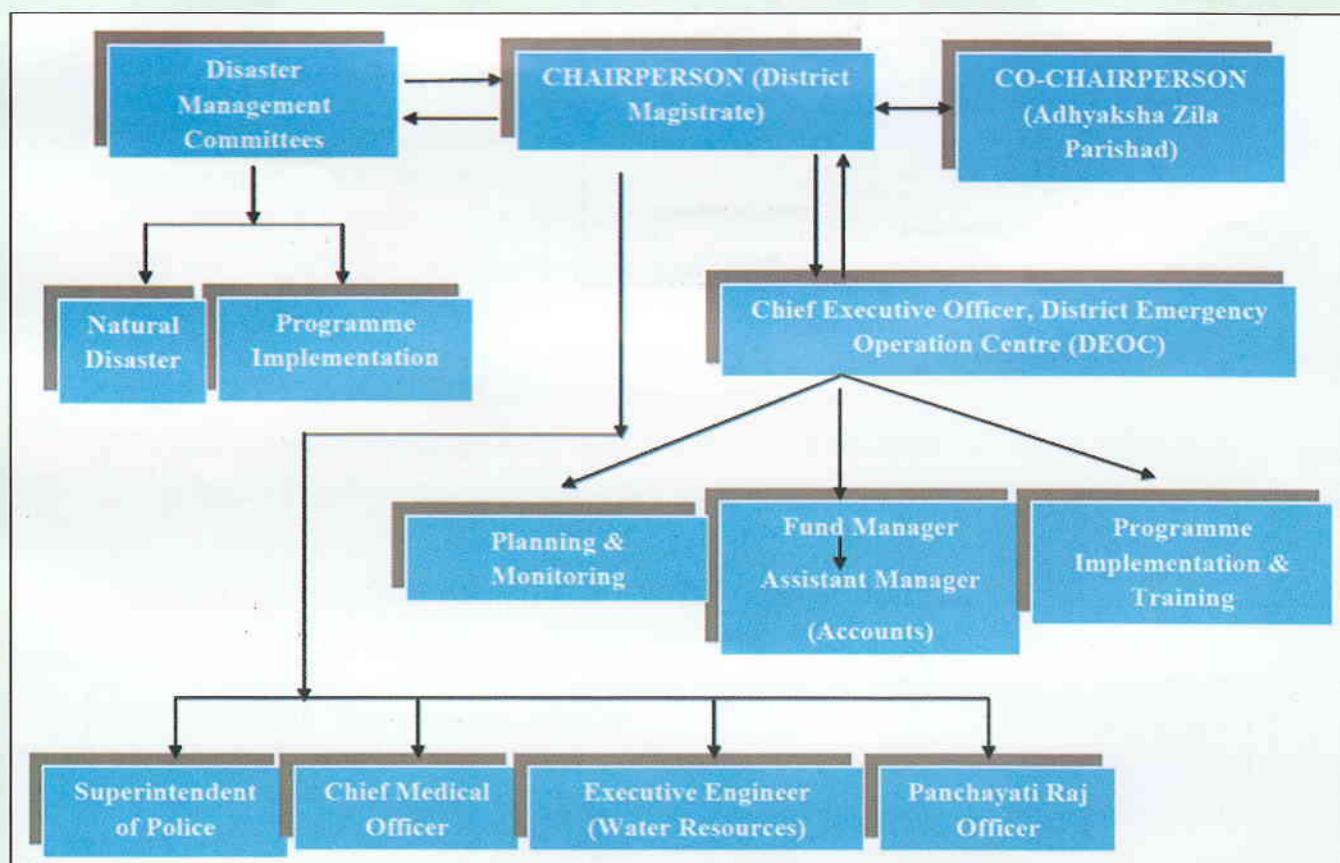 Disaster
Management
Committees
CHAIRPERSON (District
Magistrate)
CO-CHAIRPERSON
(Adhyaksha Zila
Parishad)
Natural
Disaster
Programme
Implementation
Chief Executive Officer, District Emergency
Operation Centre (DEOC)
Planning &
Monitoring
Fund Manager
Assistant Manager
(Accounts)
Programme
Implementation &
Training
Superintendent
of Police
Chief Medical
Officer
Executive Engineer
(Water Resources)
Panchayati Raj
Officer